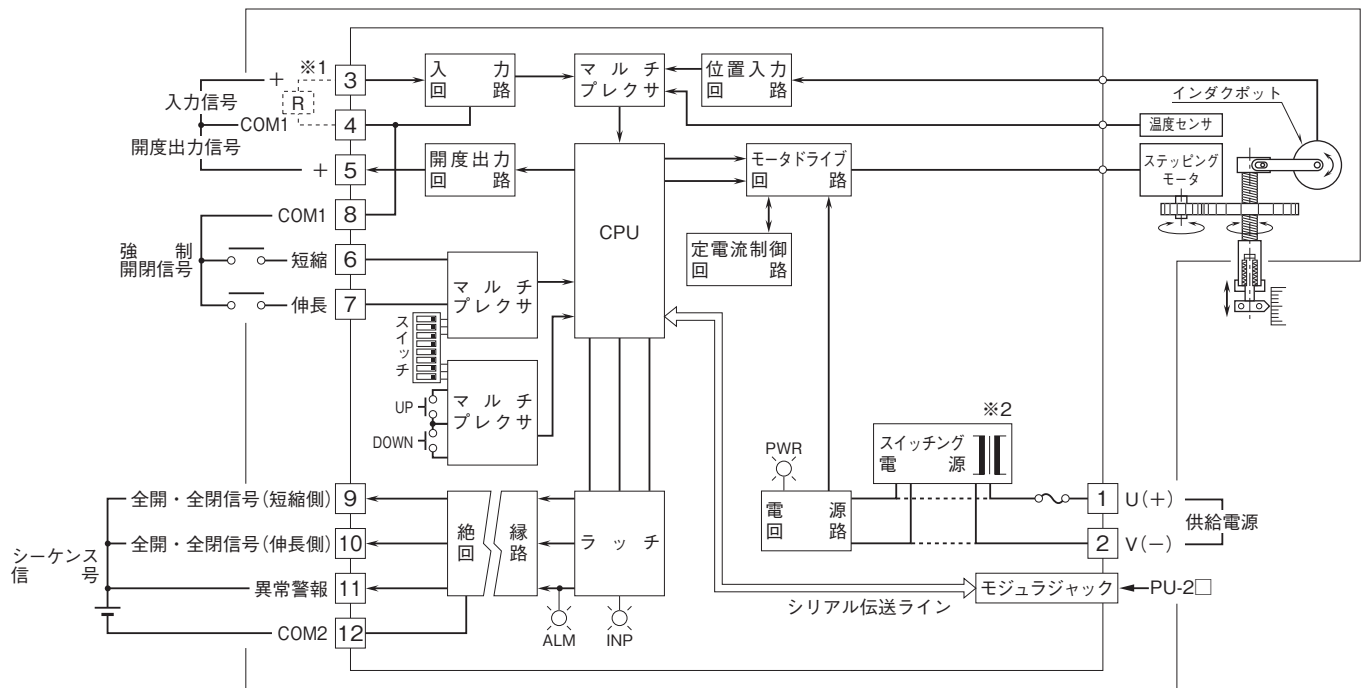 ※1
+
入力信号
R
COM1
開度出力信号
+
3
4
5
8
6
7
COM1
強制
開閉信号
短縮
伸長
入力
回路
マルチ
プレクサ
位置入力
回路
インダクポット
温度センサ
開度出力
回路
CPU
モータドライブ
回路
ステッピング
モータ
定電流制御
回路
マルチ
プレクサ
スイッチ
マルチ
プレクサ
UP
DOWN
※2
スイッチング
電源
PWR
電源
回路
1
U(+)
供給電源
2
V(−)
シーケンス
信号
全開・全閉信号(短縮側)
9
全開・全閉信号(伸長側)
10
異常警報
11
COM2
12
絶縁
回路
ラッチ
ALM
INP
シリアル伝送ライン
モジュラジャック
PU-2□